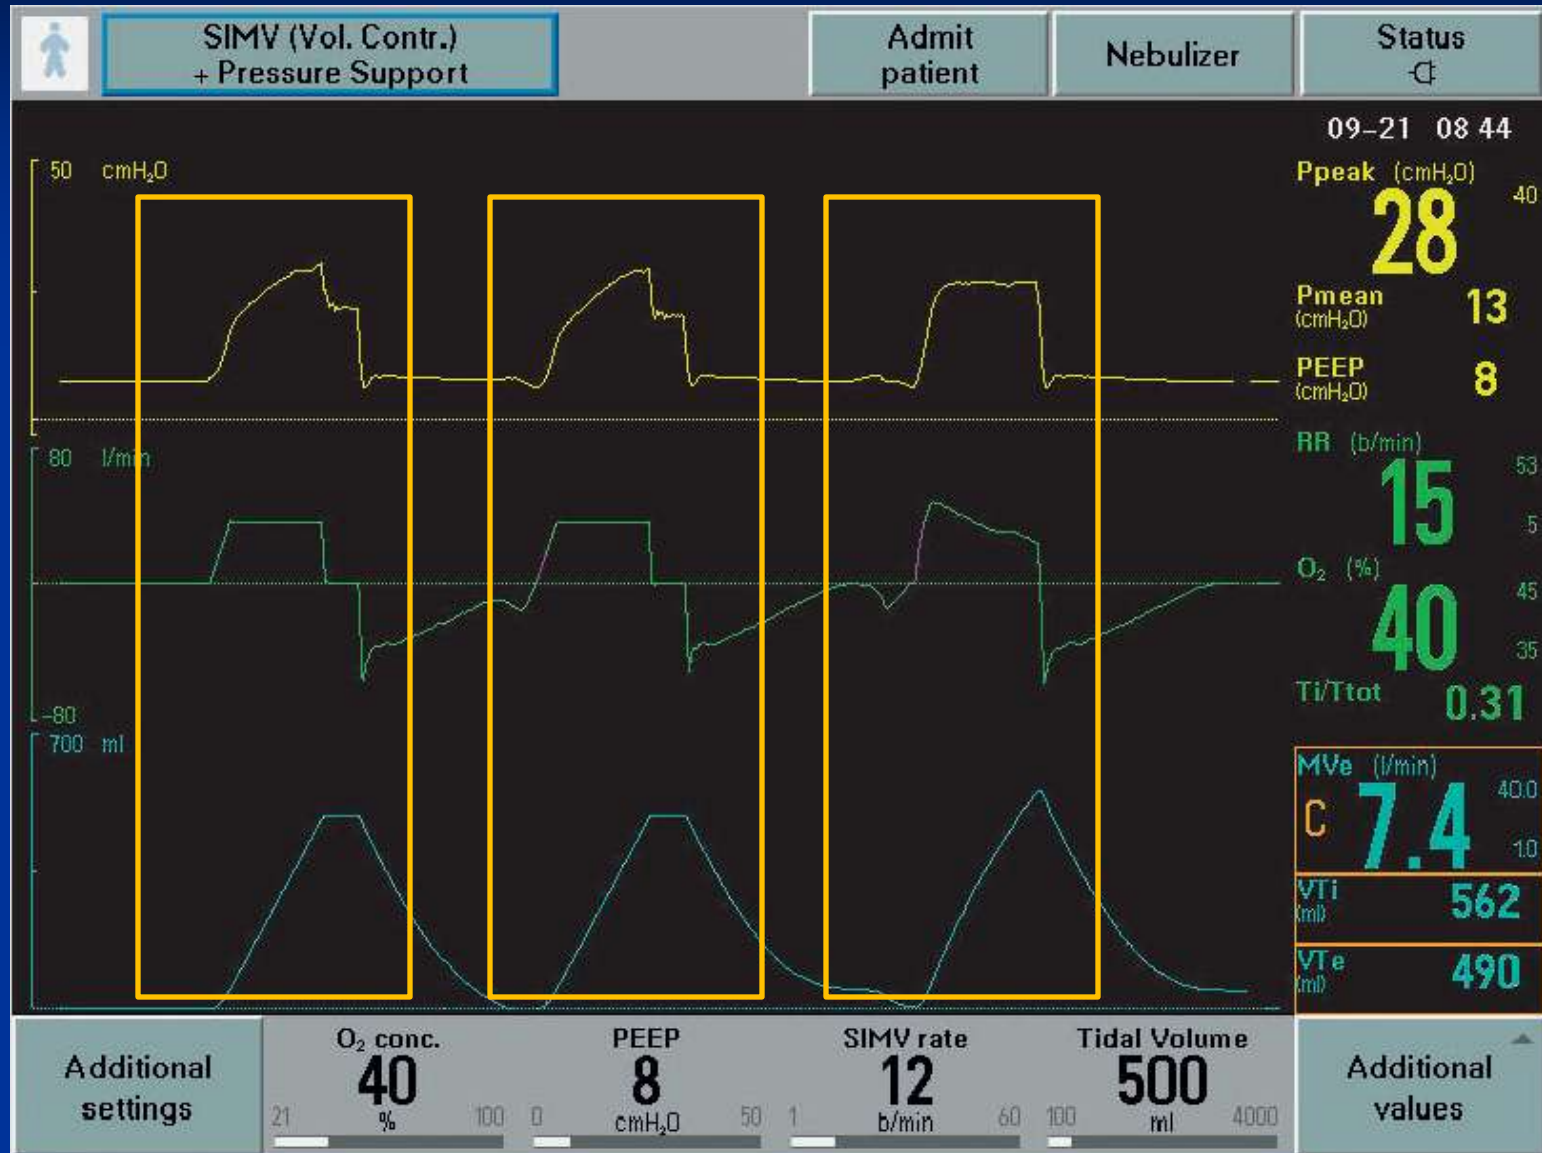 SIMV (Vol. Contr.)
+ Pressure Support
Admit
patient
Nebulizer
Status
09-21 08 44
50 cmH₂O
Ppeak (cmH₂O)
28
40
Pmean
(cmH₂O)
13
PEEP
(cmH₂O)
8
80 l/min
RR (b/min)
15
53
5
O₂ (%)
40
45
35
Ti/Ttot
0.31
-80
700 ml
MVe (l/min)
C
7.4
40.0
1.0
VTi
(ml)
562
VTe
(ml)
490
Additional
settings
O₂ conc.
40
21 % 100
PEEP
8
0 cmH₂O 50
SIMV rate
12
1 b/min 60
Tidal Volume
500
100 ml 4000
Additional
values